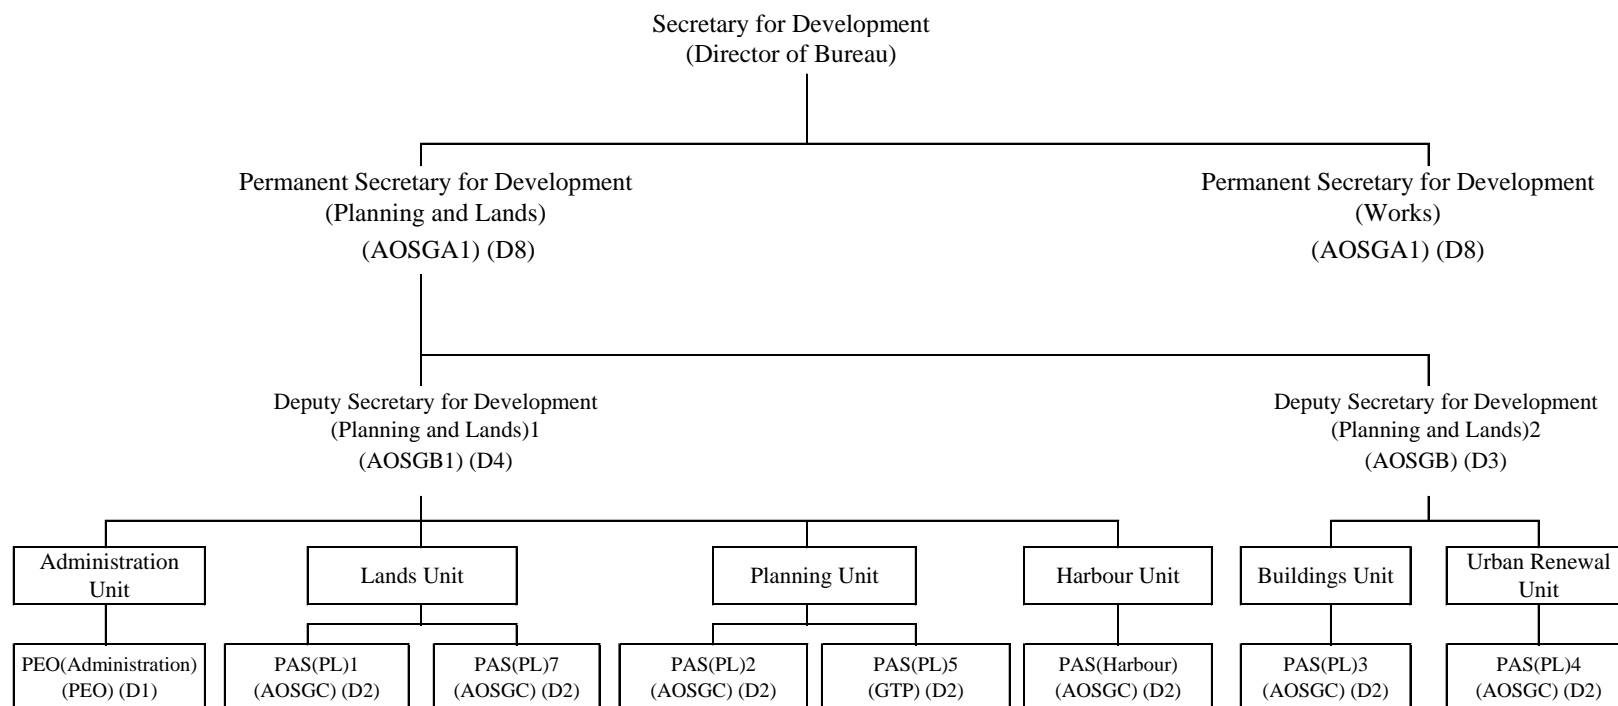 Secretary for Development
(Director of Bureau)
Permanent Secretary for Development
(Planning and Lands)
(AOSGA1) (D8)
Permanent Secretary for Development
(Works)
(AOSGA1) (D8)
Deputy Secretary for Development
(Planning and Lands)1
(AOSGB1) (D4)
Deputy Secretary for Development
(Planning and Lands)2
(AOSGB) (D3)
Administration
Unit
Lands Unit
Planning Unit
Harbour Unit
Buildings Unit
Urban Renewal
Unit
PEO(Administration)
(PEO) (D1)
PAS(PL)1
(AOSGC) (D2)
PAS(PL)7
(AOSGC) (D2)
PAS(PL)2
(AOSGC) (D2)
PAS(PL)5
(GTP) (D2)
PAS(Harbour)
(AOSGC) (D2)
PAS(PL)3
(AOSGC) (D2)
PAS(PL)4
(AOSGC) (D2)